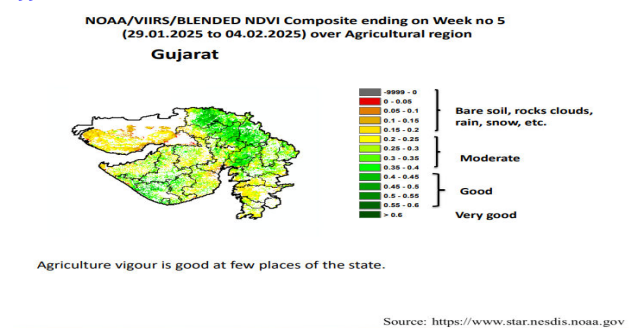 NOAA/VIIRS/BLENDED NDVI Composite ending on Week no 5
(29.01.2025 to 04.02.2025) over Agricultural region
Gujarat
-9999 - 0
0 - 0.05
0.05 - 0.1
0.1 - 0.15
0.15 - 0.2
0.2 - 0.25
0.25 - 0.3
0.3 - 0.35
0.35 - 0.4
0.4 - 0.45
0.45 - 0.5
0.5 - 0.55
0.55 - 0.6
> 0.6
Bare soil, rocks clouds,
rain, snow, etc.
Moderate
Good
Very good
Agriculture vigour is good at few places of the state.
Source: https://www.star.nesdis.noaa.gov